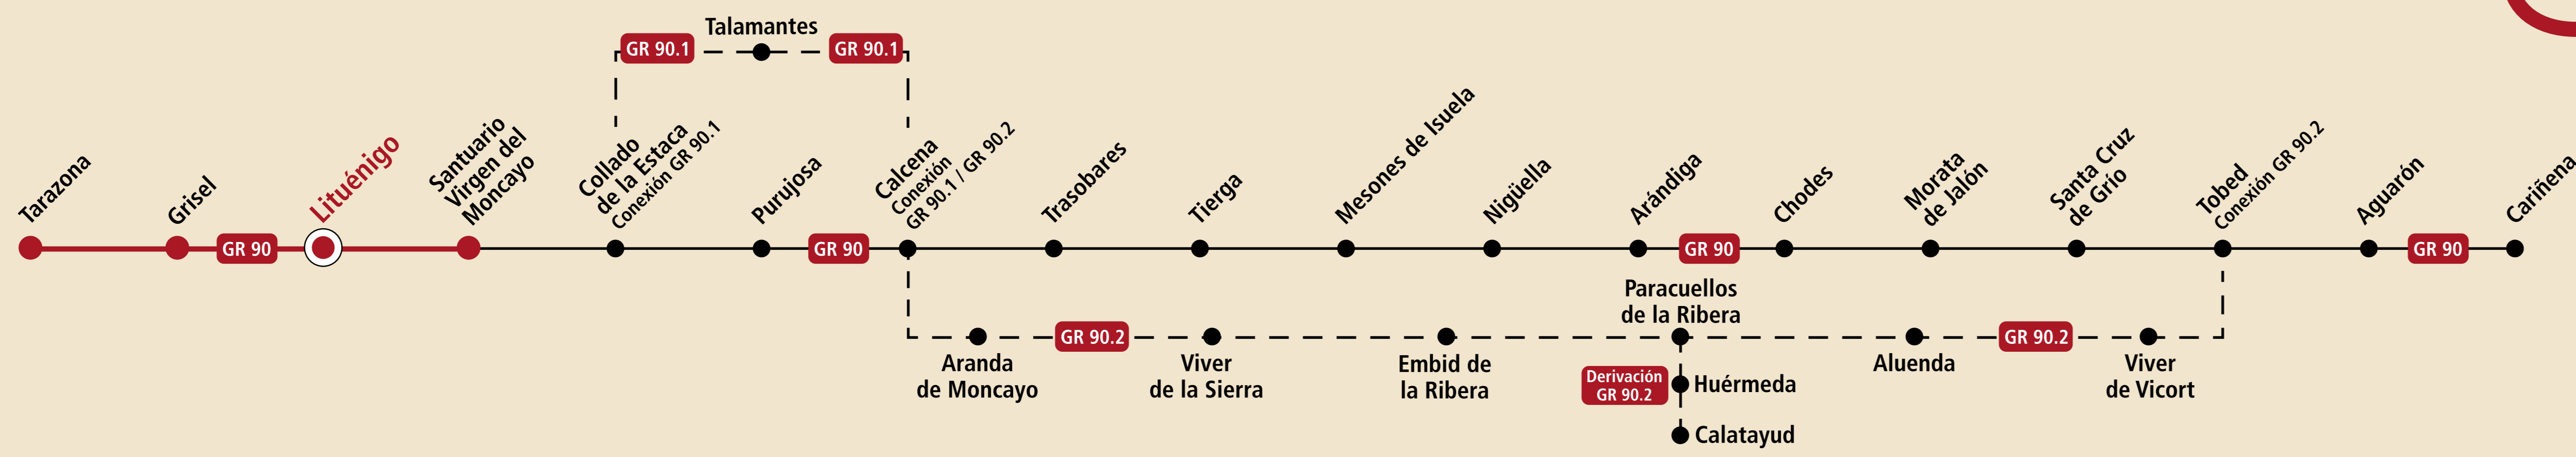 Talamantes
GR 90.1
GR 90.1
Tarazona
Grisel
Lituénigo
Santuario
Virgen del
Moncayo
Collado
de la Estaca
Conexión GR 90.1
Purujosa
Calcena
Conexión
GR 90.1 / GR 90.2
Trasobares
Tierga
Mesones de Isuela
Nigüella
Arándiga
Chodes
Morata
de Jalón
Santa Cruz
de Grío
Tobed
Conexión GR 90.2
Aguarón
Cariñena
GR 90
GR 90
GR 90
GR 90
Paracuellos
de la Ribera
GR 90.2
GR 90.2
Aranda
de Moncayo
Viver
de la Sierra
Embid de
la Ribera
Aluenda
Viver
de Vicort
Derivación
GR 90.2
Huérmeda
Calatayud